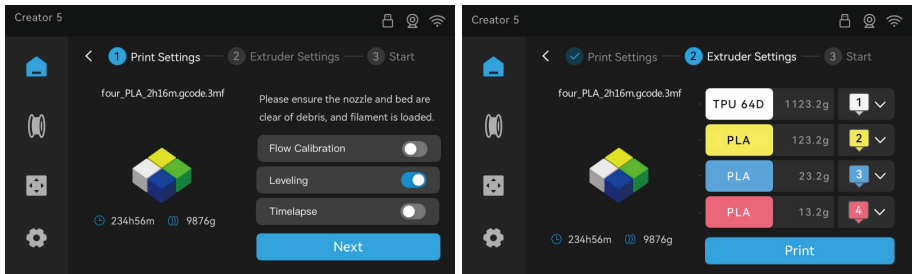 Creator 5
1 Print Settings 2 Extruder Settings 3 Start
four_PLA_2h16m.gcode.3mf
Please ensure the nozzle and bed are
clear of debris, and filament is loaded.
Flow Calibration
Leveling
Timelapse
234h56m 9876g
Next
Creator 5
Print Settings 2 Extruder Settings 3 Start
four_PLA_2h16m.gcode.3mf
TPU 64D 1123.2g 1
PLA 123.2g 2
PLA 23.2g 3
PLA 13.2g 4
234h56m 9876g
Print